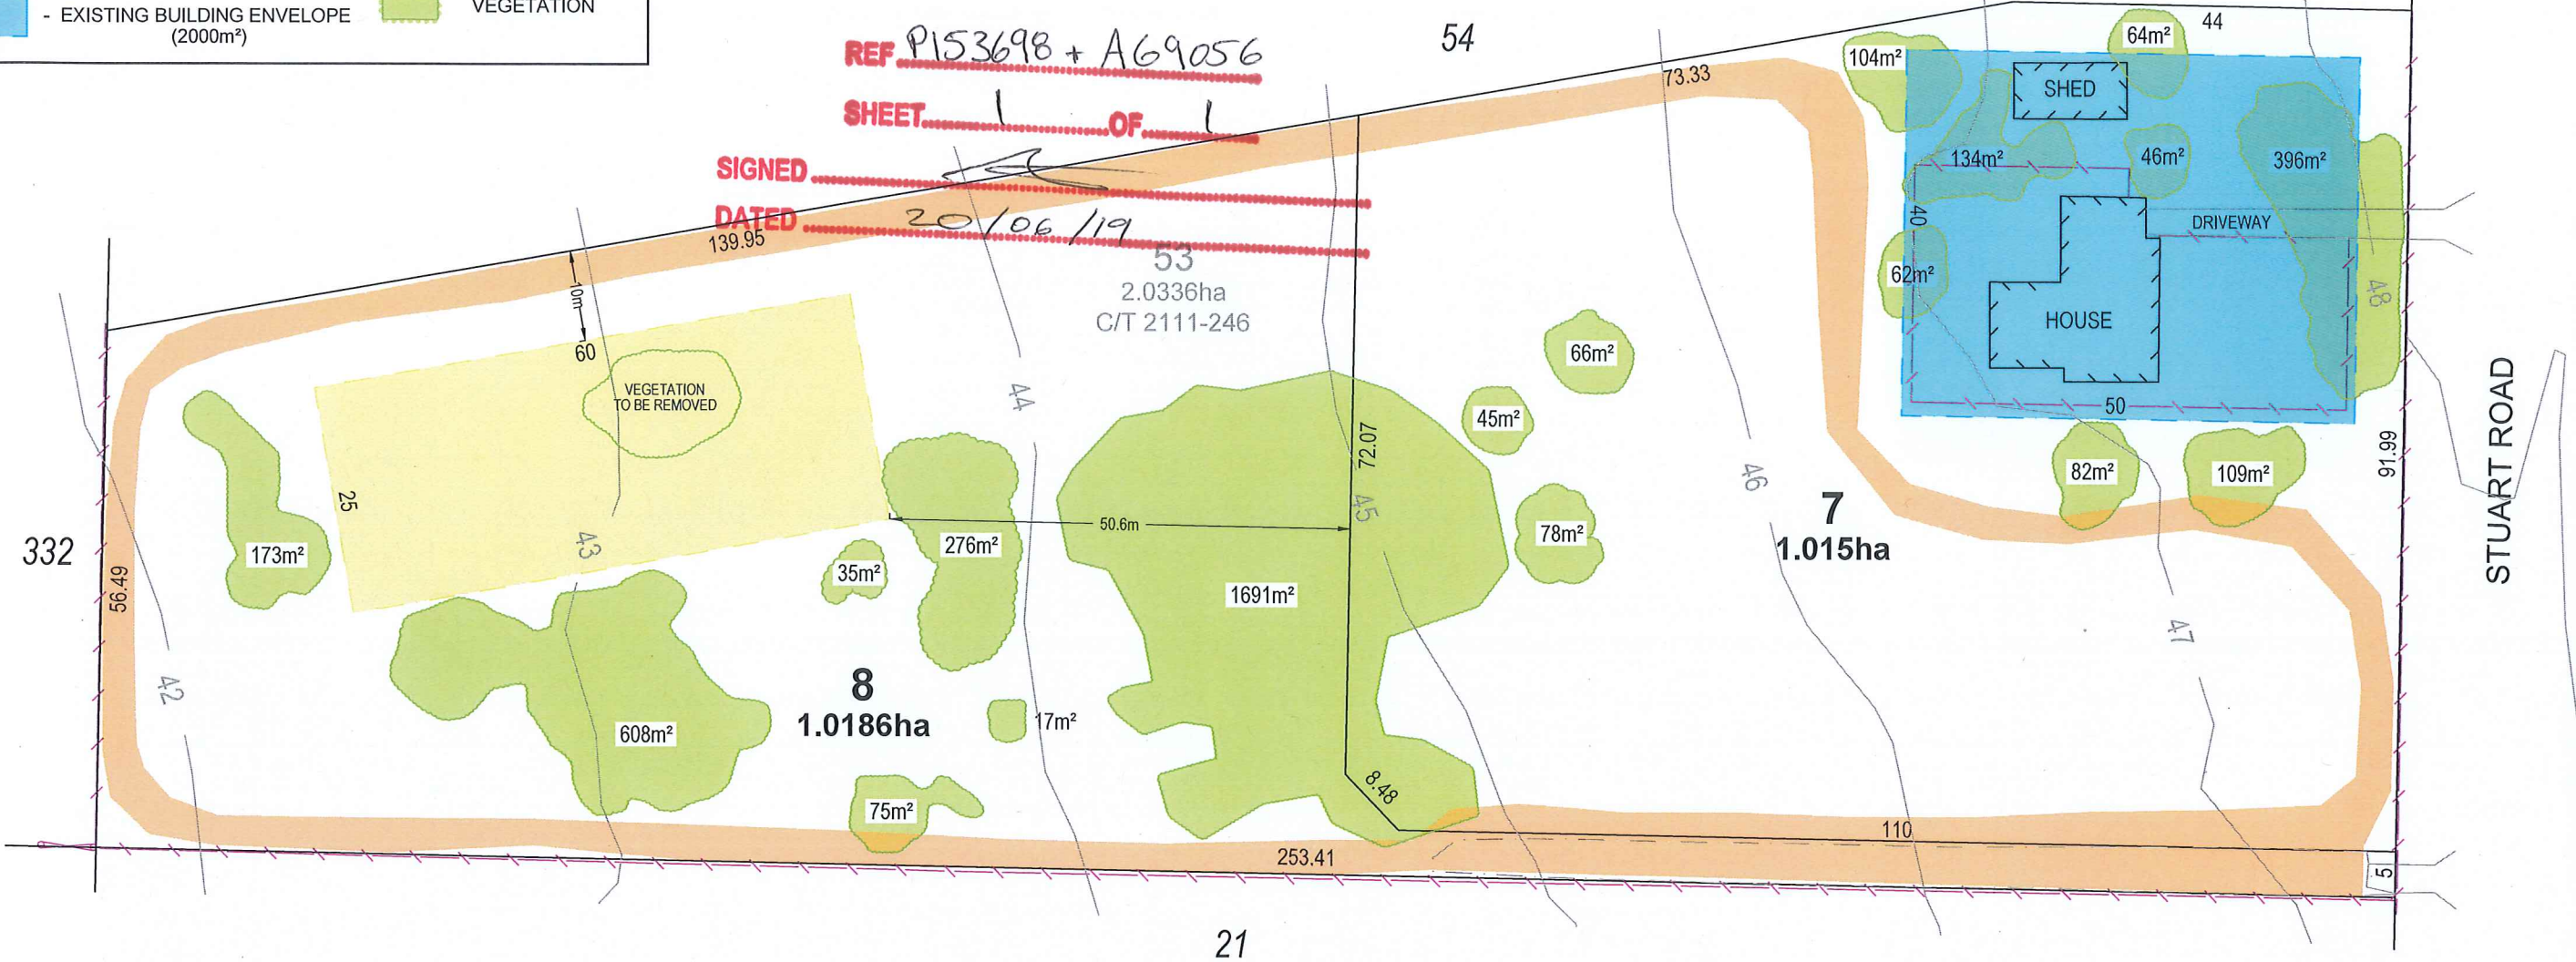 - EXISTING BUILDING ENVELOPE
(2000m²)
VEGETATION
REF P153698 + A69056
SHEET 1 OF 1
SIGNED
DATED 20/06/19
54
44
73.33
139.95
53
2.0336ha
C/T 2111-246
10m
60
VEGETATION
TO BE REMOVED
25
332
56.49
173m²
43
42
608m²
35m²
276m²
50.6m
44
8
1.0186ha
17m²
75m²
1691m²
72.07
45
8.48
253.41
66m²
45m²
78m²
46
7
1.015ha
104m²
64m²
SHED
134m²
46m²
396m²
40
62m²
DRIVEWAY
HOUSE
50
48
82m²
109m²
91.99
47
110
5
STUART ROAD
21